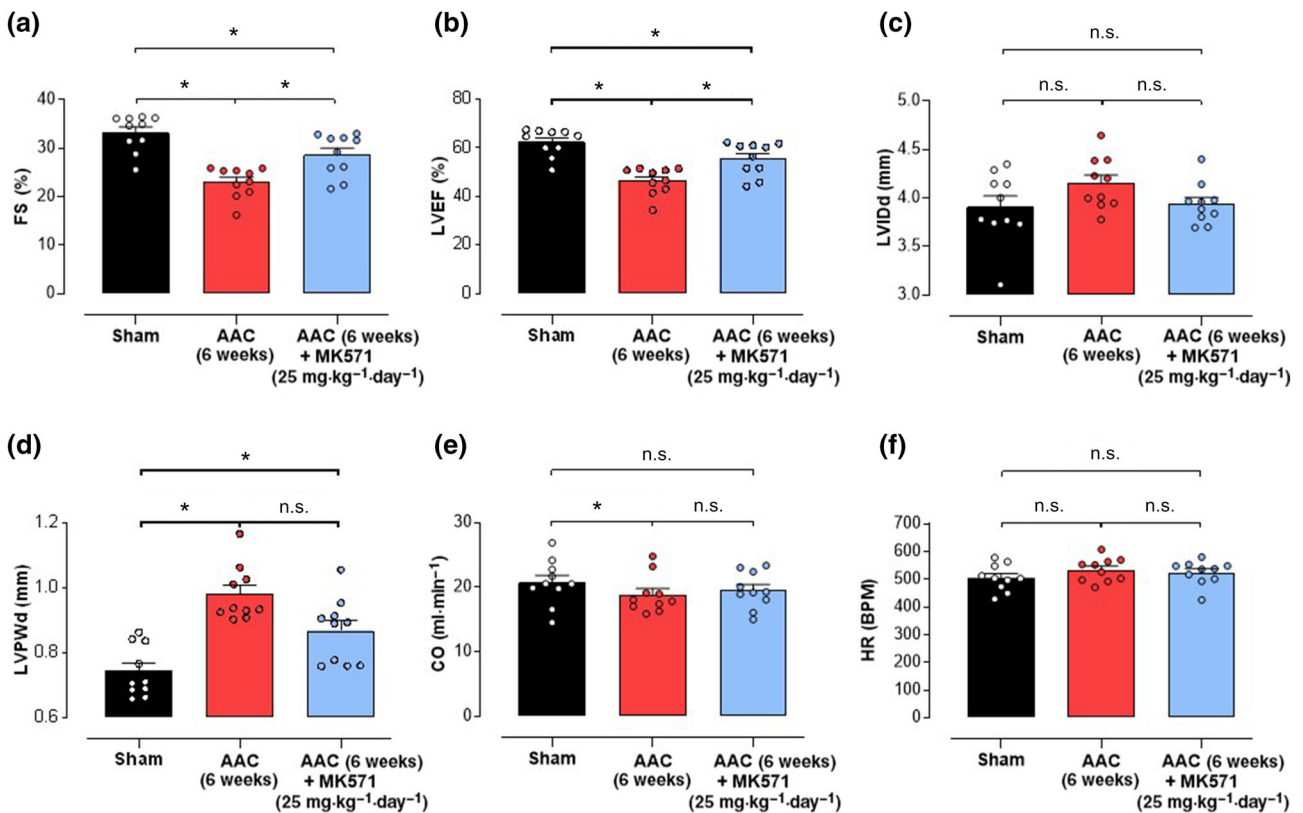 (a)
*
* *
FS (%)
40
30
20
10
0
Sham
AAC
(6 weeks)
AAC (6 weeks)
+ MK571
(25 mg·kg⁻¹·day⁻¹)
(b)
*
* *
LVEF (%)
80
60
40
20
0
Sham
AAC
(6 weeks)
AAC (6 weeks)
+ MK571
(25 mg·kg⁻¹·day⁻¹)
(c)
n.s.
n.s. n.s.
LVIDd (mm)
5.0
4.5
4.0
3.5
3.0
Sham
AAC
(6 weeks)
AAC (6 weeks)
+ MK571
(25 mg·kg⁻¹·day⁻¹)
(d)
*
* n.s.
LVPWd (mm)
1.2
1.0
0.8
0.6
Sham
AAC
(6 weeks)
AAC (6 weeks)
+ MK571
(25 mg·kg⁻¹·day⁻¹)
(e)
n.s.
* n.s.
CO (ml·min⁻¹)
30
20
10
0
Sham
AAC
(6 weeks)
AAC (6 weeks)
+ MK571
(25 mg·kg⁻¹·day⁻¹)
(f)
n.s.
n.s. n.s.
HR (BPM)
700
600
500
400
300
200
100
0
Sham
AAC
(6 weeks)
AAC (6 weeks)
+ MK571
(25 mg·kg⁻¹·day⁻¹)